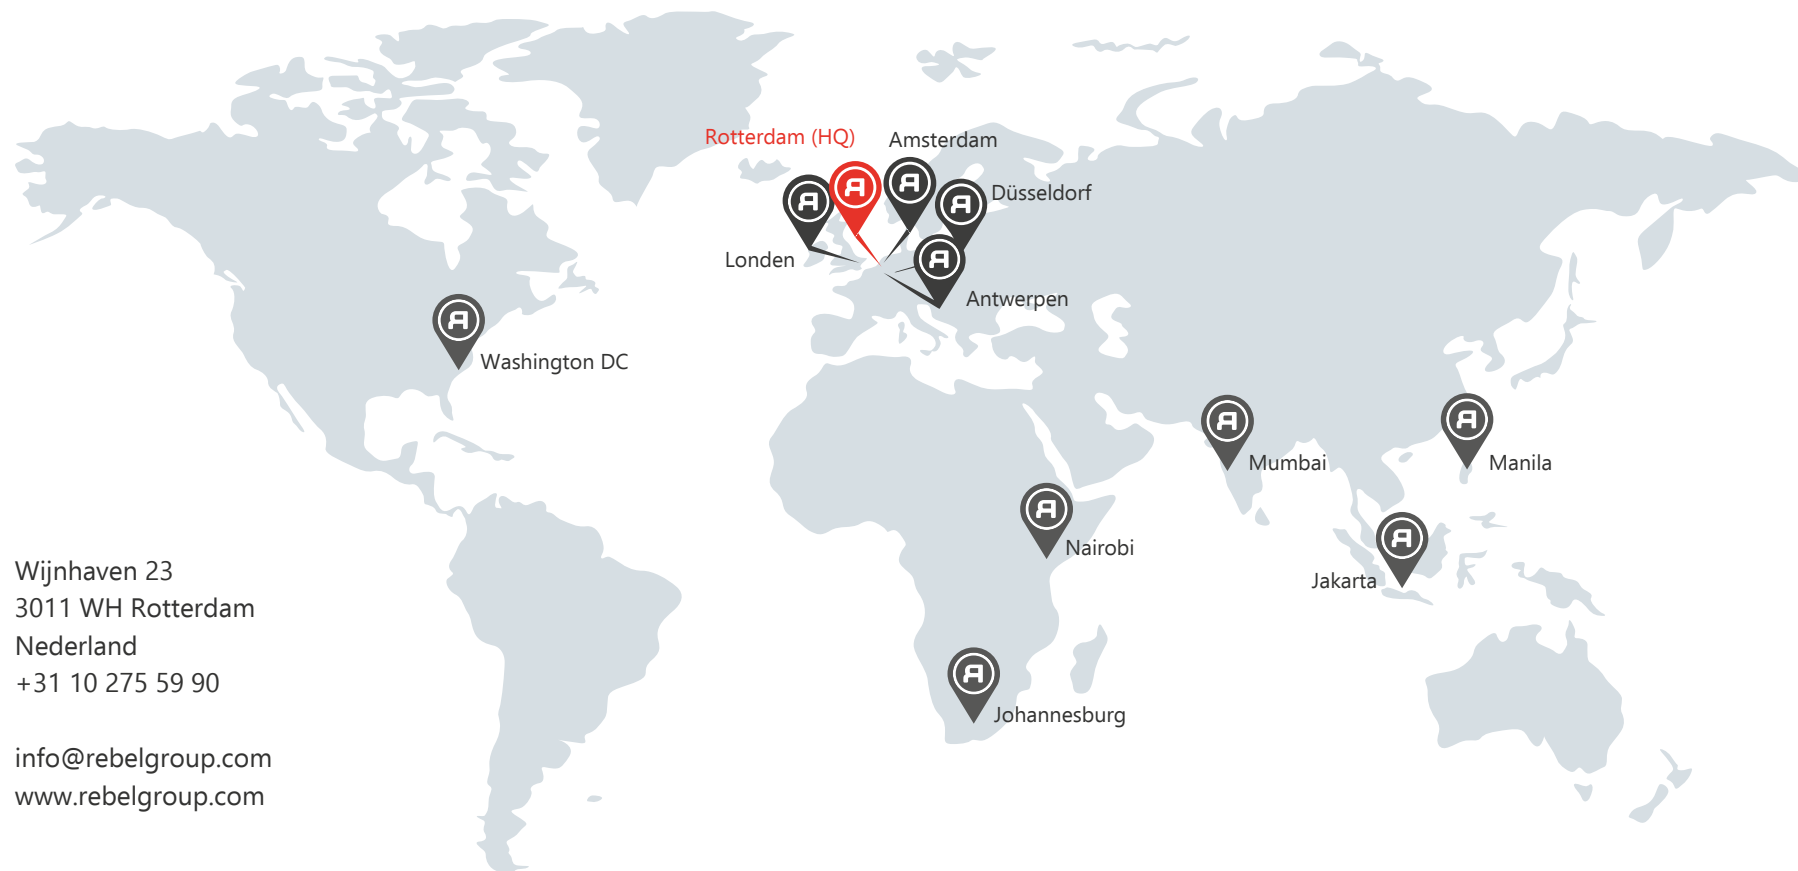 Rotterdam (HQ)
Amsterdam
Düsseldorf
Londen
Antwerpen
Washington DC
Mumbai
Manila
Nairobi
Jakarta
Johannesburg
Wijnhaven 23
3011 WH Rotterdam
Nederland
+31 10 275 59 90
info@rebelgroup.com
www.rebelgroup.com